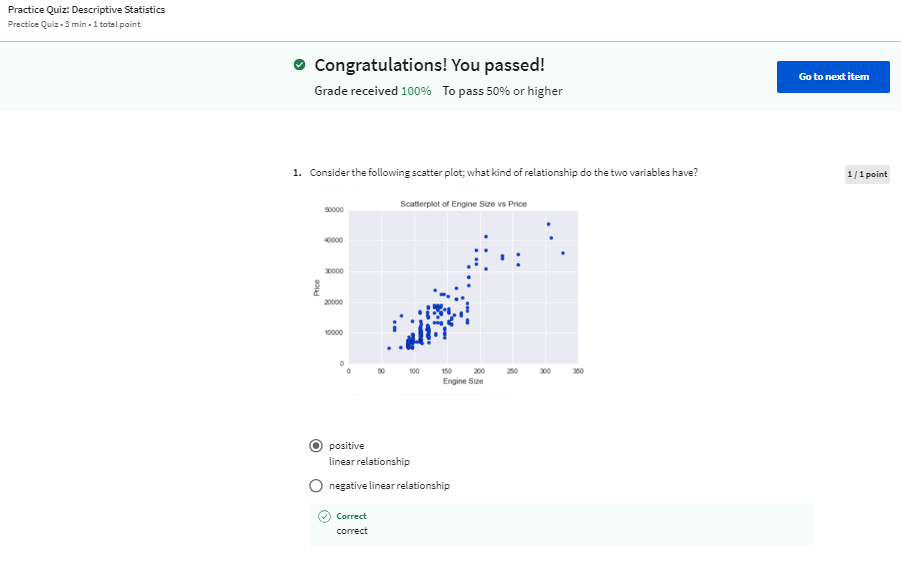 Practice Quiz: Descriptive Statistics
Practice Quiz • 3 min • 1 total point
Congratulations! You passed!
Grade received 100% To pass 50% or higher
Go to next item
1. Consider the following scatter plot; what kind of relationship do the two variables have?
1 / 1 point
Scatterplot of Engine Size vs Price
50000
40000
30000
20000
10000
0
Price
0 50 100 150 200 250 300 350
Engine Size
positive
linear relationship
negative linear relationship
Correct
correct